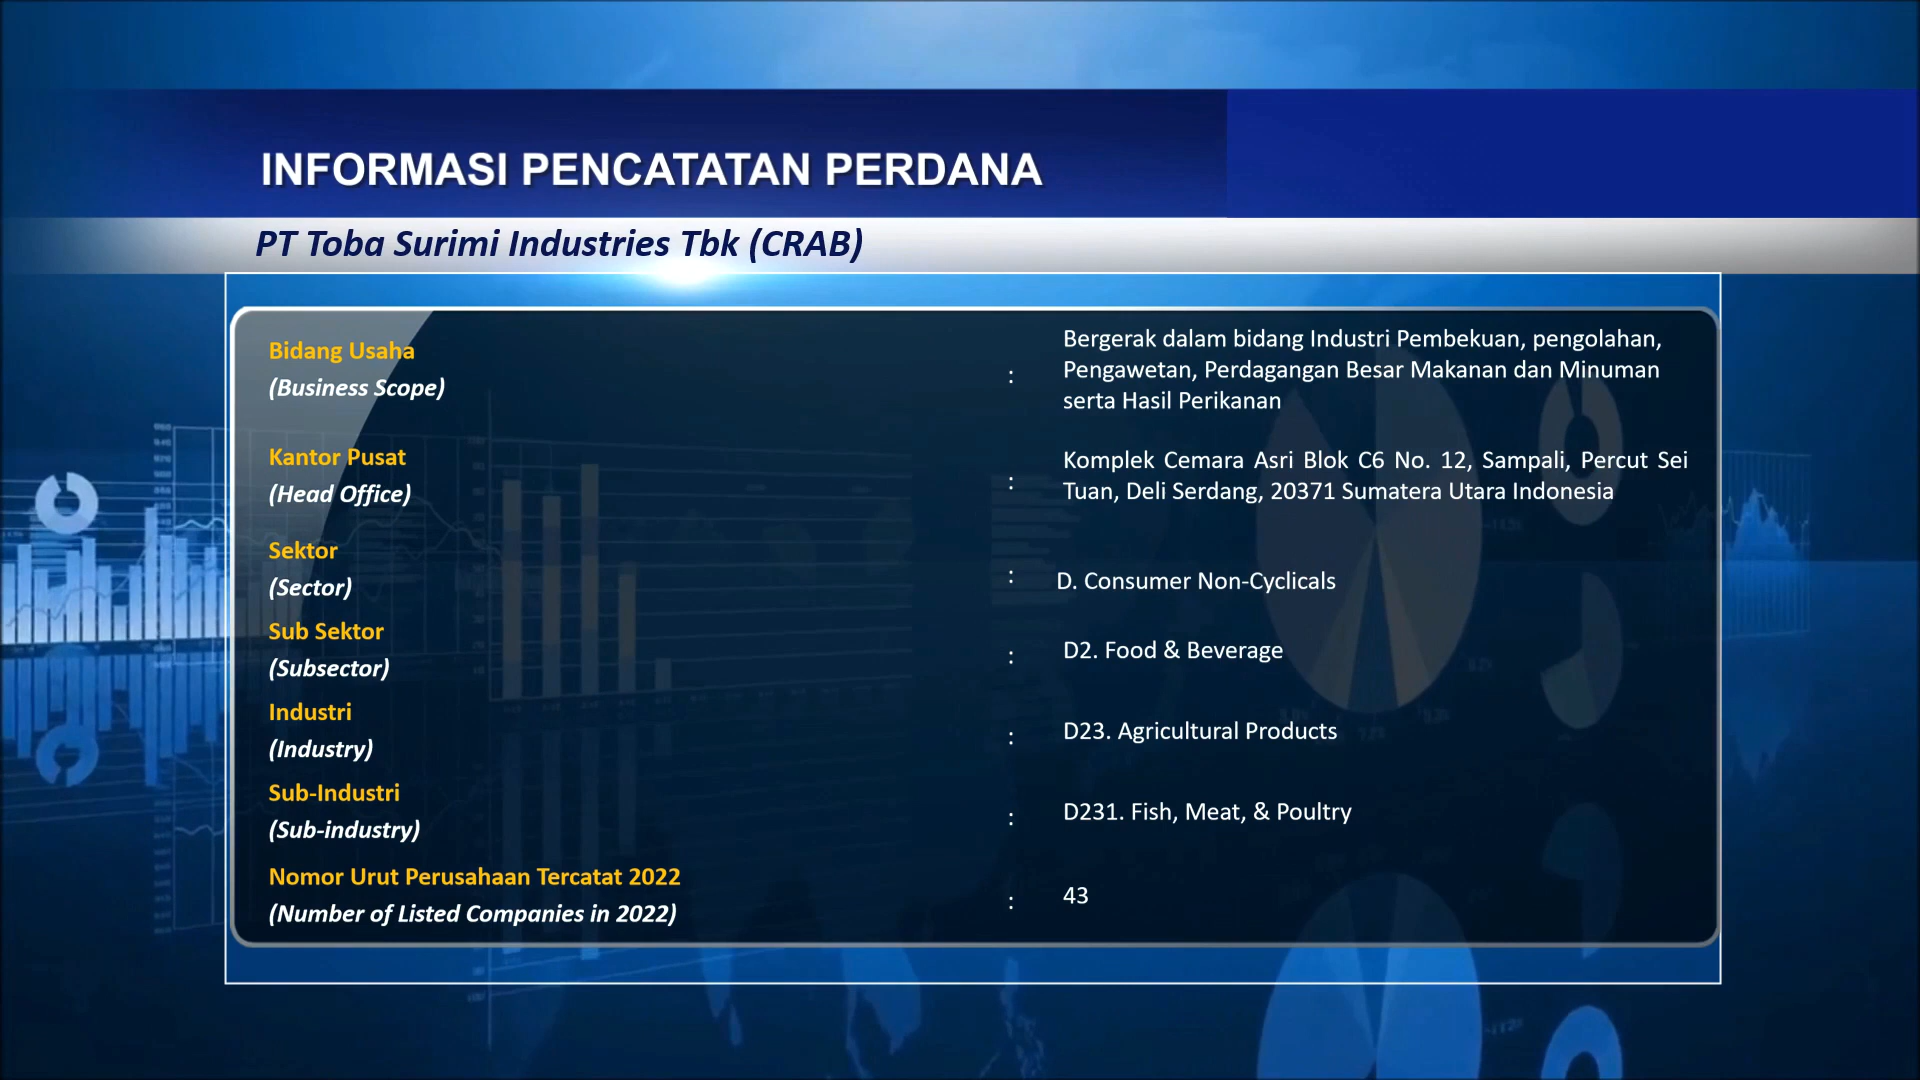 INFORMASI PENCATATAN PERDANA
PT Toba Surimi Industries Tbk (CRAB)
Bidang Usaha
(Business Scope)
:
Bergerak dalam bidang Industri Pembekuan, pengolahan,
Pengawetan, Perdagangan Besar Makanan dan Minuman
serta Hasil Perikanan
Kantor Pusat
(Head Office)
:
Komplek Cemara Asri Blok C6 No. 12, Sampali, Percut Sei
Tuan, Deli Serdang, 20371 Sumatera Utara Indonesia
Sektor
(Sector)
:
D. Consumer Non-Cyclicals
Sub Sektor
(Subsector)
:
D2. Food & Beverage
Industri
(Industry)
:
D23. Agricultural Products
Sub-Industri
(Sub-industry)
:
D231. Fish, Meat, & Poultry
Nomor Urut Perusahaan Tercatat 2022
(Number of Listed Companies in 2022)
:
43